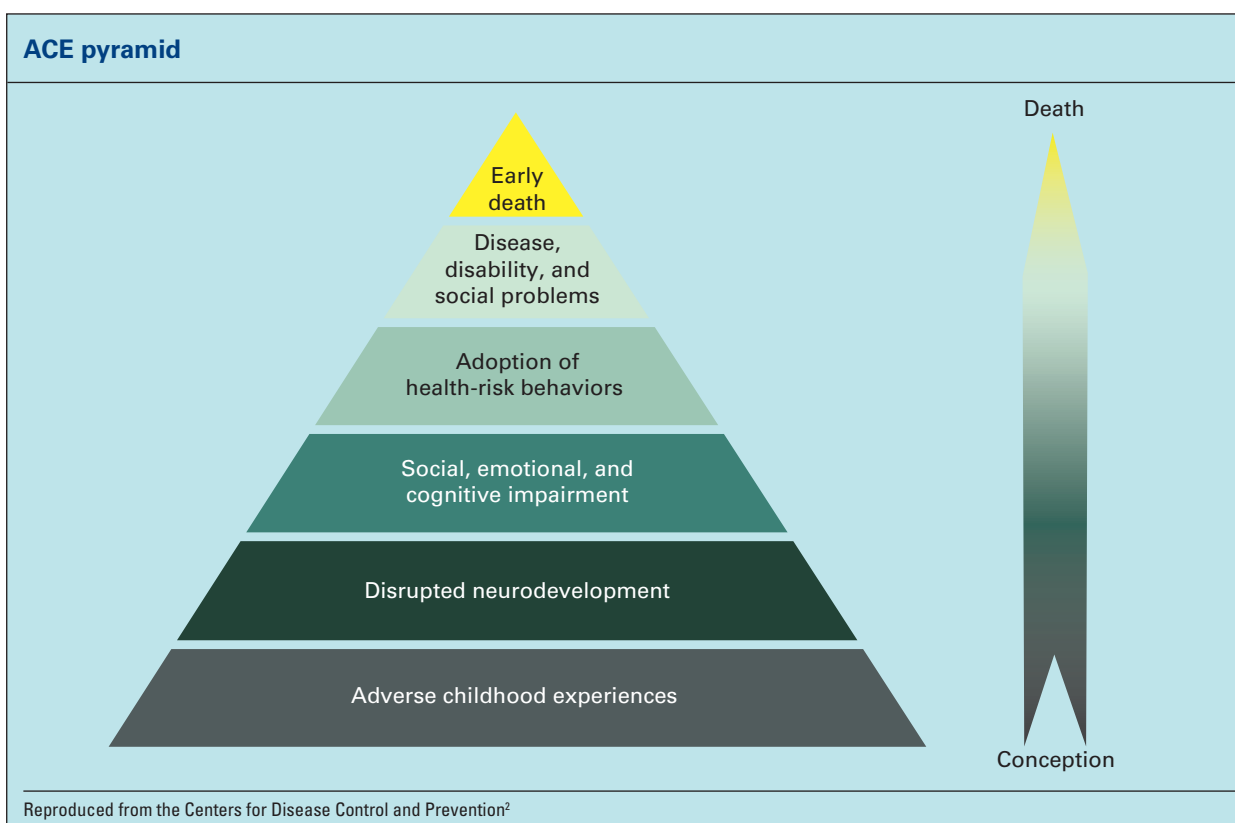 ACE pyramid
Death
Early
death
Disease,
disability, and
social problems
Adoption of
health-risk behaviors
Social, emotional, and
cognitive impairment
Disrupted neurodevelopment
Adverse childhood experiences
Conception
Reproduced from the Centers for Disease Control and Prevention²